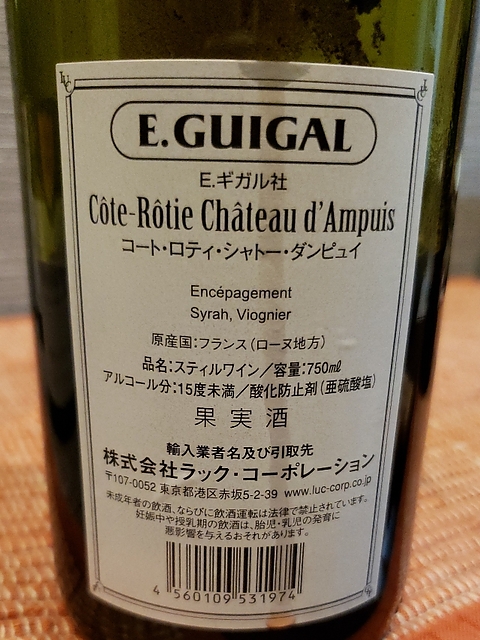 E.GUIGAL
E.ギガル社
Côte-Rôtie Château d'Ampuis
コート・ロティ・シャトー・ダンピュイ
Encépagement
Syrah, Viognier
原産国:フランス(ローヌ地方)
品名:スティルワイン/容量:750㎖
アルコール分:15度未満/酸化防止剤(亜硫酸塩)
果実酒
輸入業者名及び引取先
株式会社ラック・コーポレーション
〒107-0052 東京都港区赤坂5-2-39 www.luc-corp.co.jp
未成年者の飲酒、ならびに飲酒運転は法律で禁止されています。
妊娠中や授乳期の飲酒は、胎児・乳児の発育に
悪影響を与えるおそれがあります。
4 560109 531974